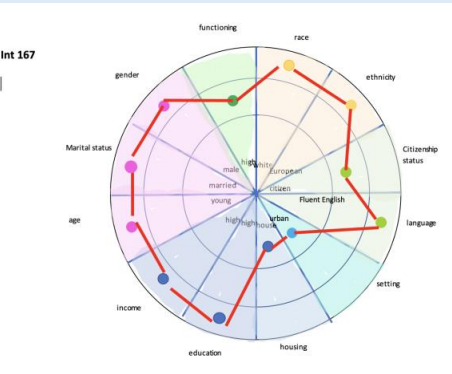 functioning
race
Int 167
gender
ethnicity
Marital status
Citizenship
status
high
white
male
European
married
citizen
young
Fluent English
high
high
house
urban
age
language
setting
income
education
housing